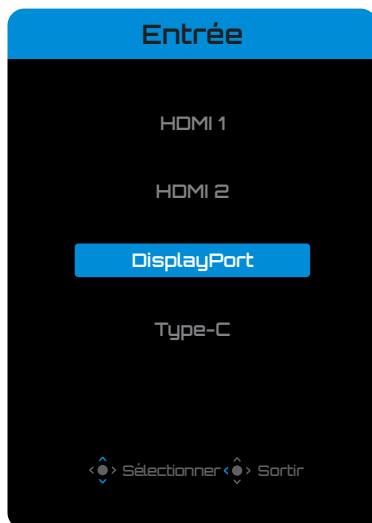 Entrée
HDMI 1
HDMI 2
DisplayPort
Type-C
Sélectionner Sortir